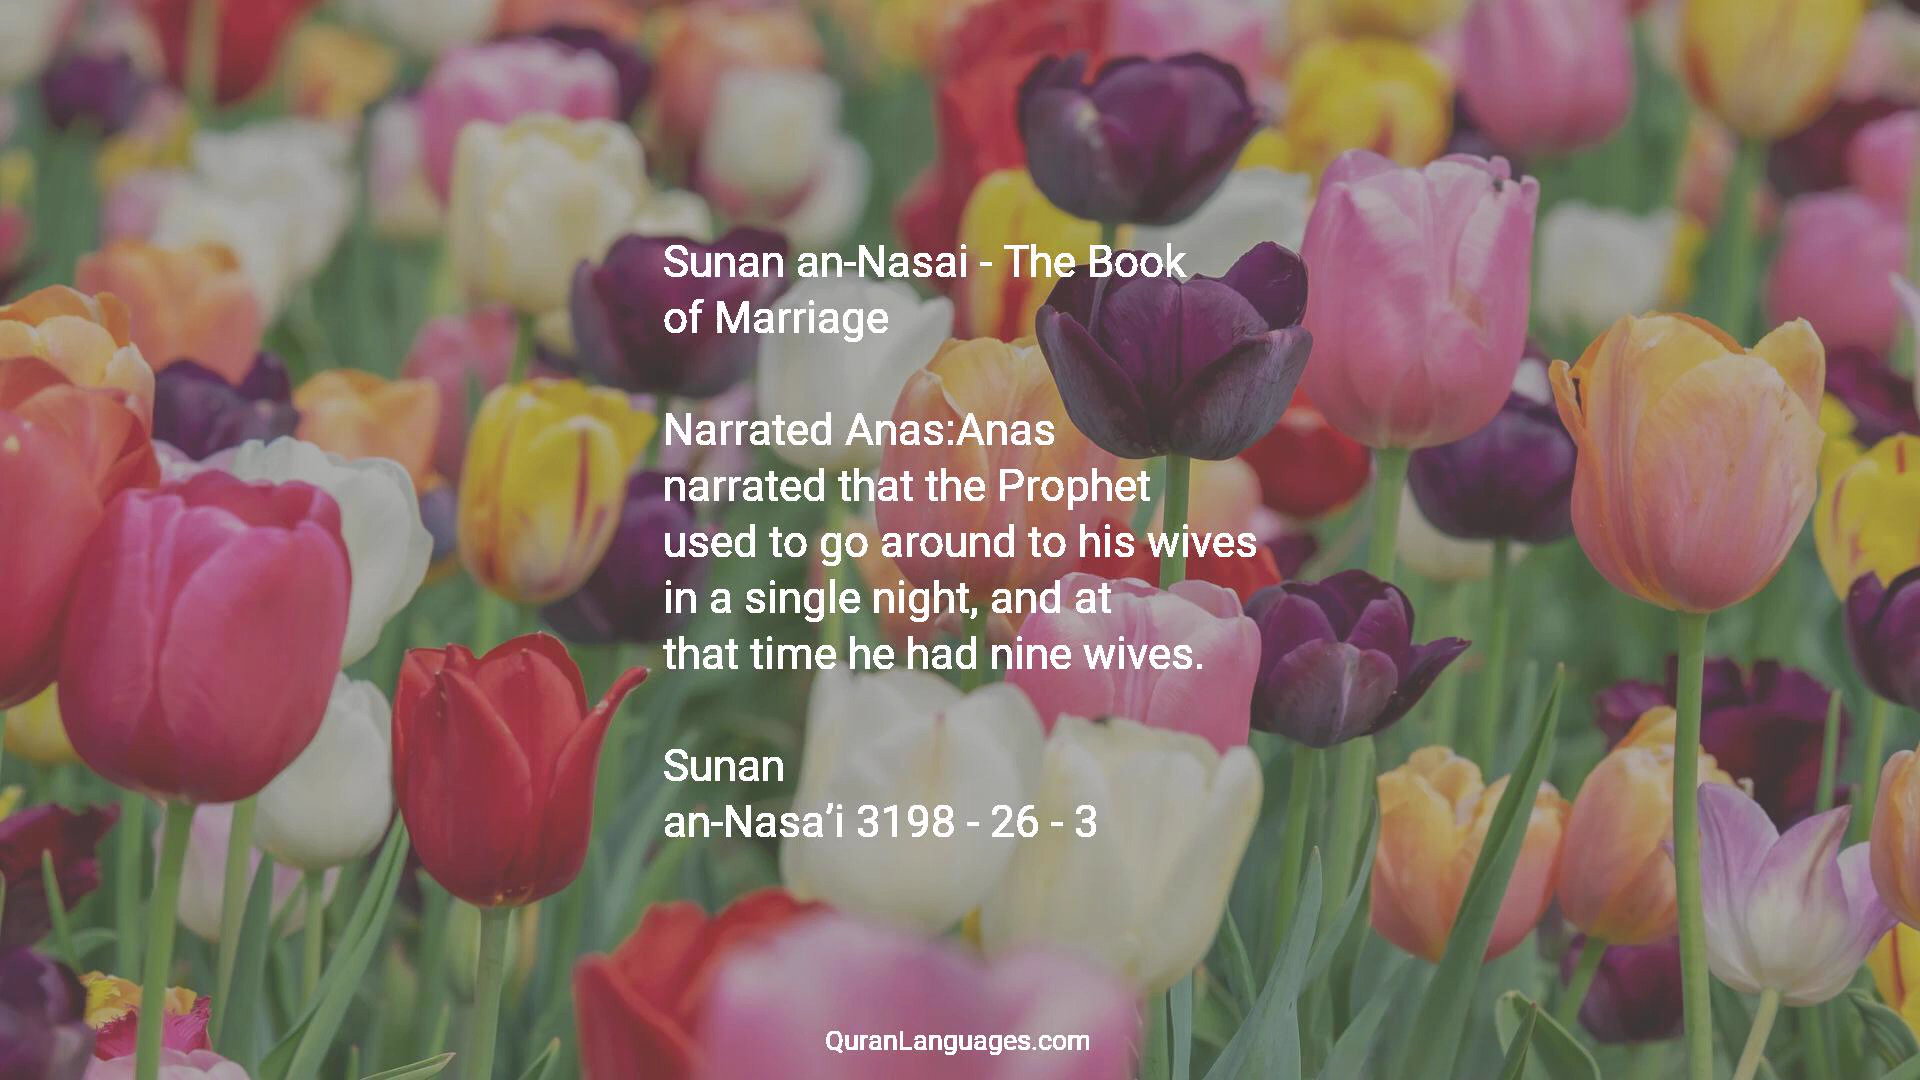 Sunan an-Nasai - The Book
of Marriage
Narrated Anas:Anas
narrated that the Prophet
used to go around to his wives
in a single night, and at
that time he had nine wives.
Sunan
an-Nasa’i 3198 - 26 - 3
QuranLanguages.com